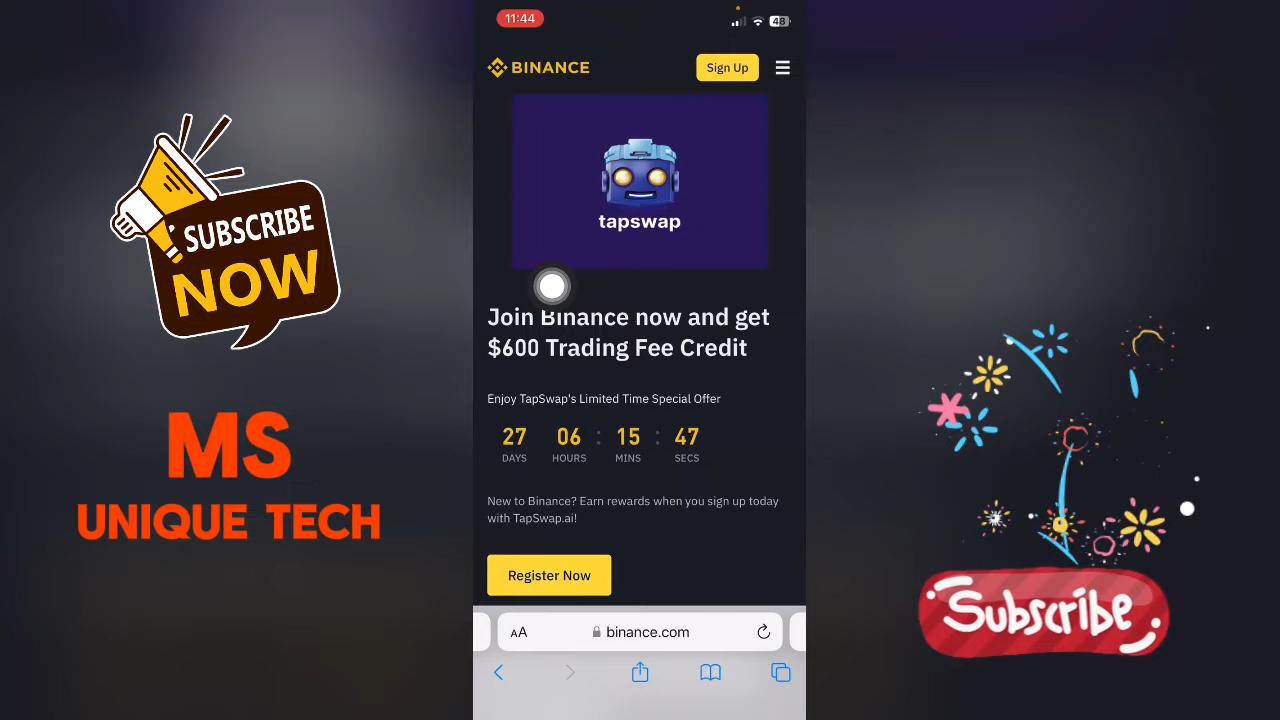 SUBSCRIBE
NOW
MS
UNIQUE TECH
11:44
48
BINANCE
Sign Up
tapswap
Join Binance now and get
$600 Trading Fee Credit
Enjoy TapSwap's Limited Time Special Offer
27 06 : 15 : 47
DAYS HOURS MINS SECS
New to Binance? Earn rewards when you sign up today
with TapSwap.ai!
Register Now
AA binance.com
Subscribe